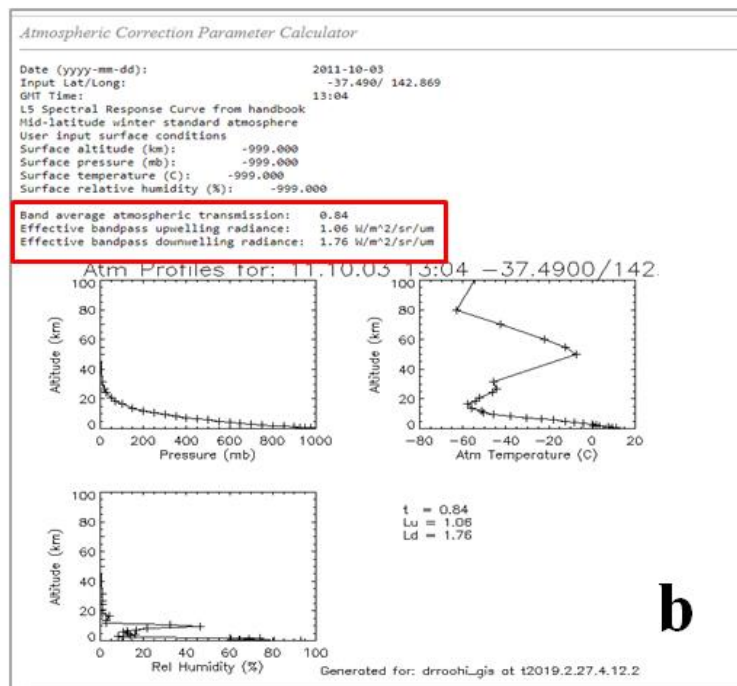 Atmospheric Correction Parameter Calculator
Date (yyyy-mm-dd): 2011-10-03
Input Lat/Long: -37.490/ 142.869
GMT Time: 13:04
L5 Spectral Response Curve from handbook
Mid-latitude winter standard atmosphere
User input surface conditions
Surface altitude (km): -999.000
Surface pressure (mb): -999.000
Surface temperature (C): -999.000
Surface relative humidity (%): -999.000
Band average atmospheric transmission: 0.84
Effective bandpass upwelling radiance: 1.06 W/m^2/sr/um
Effective bandpass downwelling radiance: 1.76 W/m^2/sr/um
Atm Profiles for: 11.10.03 13:04 -37.4900/142.
100
80
60
40
20
0
Altitude (km)
0 200 400 600 800 1000
Pressure (mb)
100
80
60
40
20
0
Altitude (km)
-80 -60 -40 -20 0 20
Atm Temperature (C)
100
80
60
40
20
0
Altitude (km)
0 20 40 60 80 100
Rel Humidity (%)
t = 0.84
Lu = 1.06
Ld = 1.76
b
Generated for: drroohi_gis at t2019.2.27.4.12.2